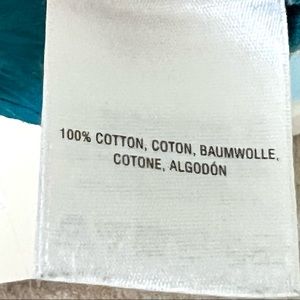 100% COTTON, COTON, BAUMWOLLE,
COTONE, ALGODÓN